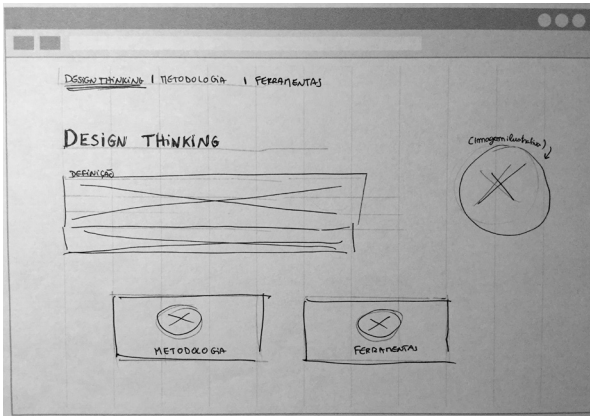 DESIGN THINKING | METODOLOGIA | FERRAMENTAS
DESIGN THINKING
(imagem ilustrativa)
DEFINIÇÃO
METODOLOGIA
FERRAMENTAS